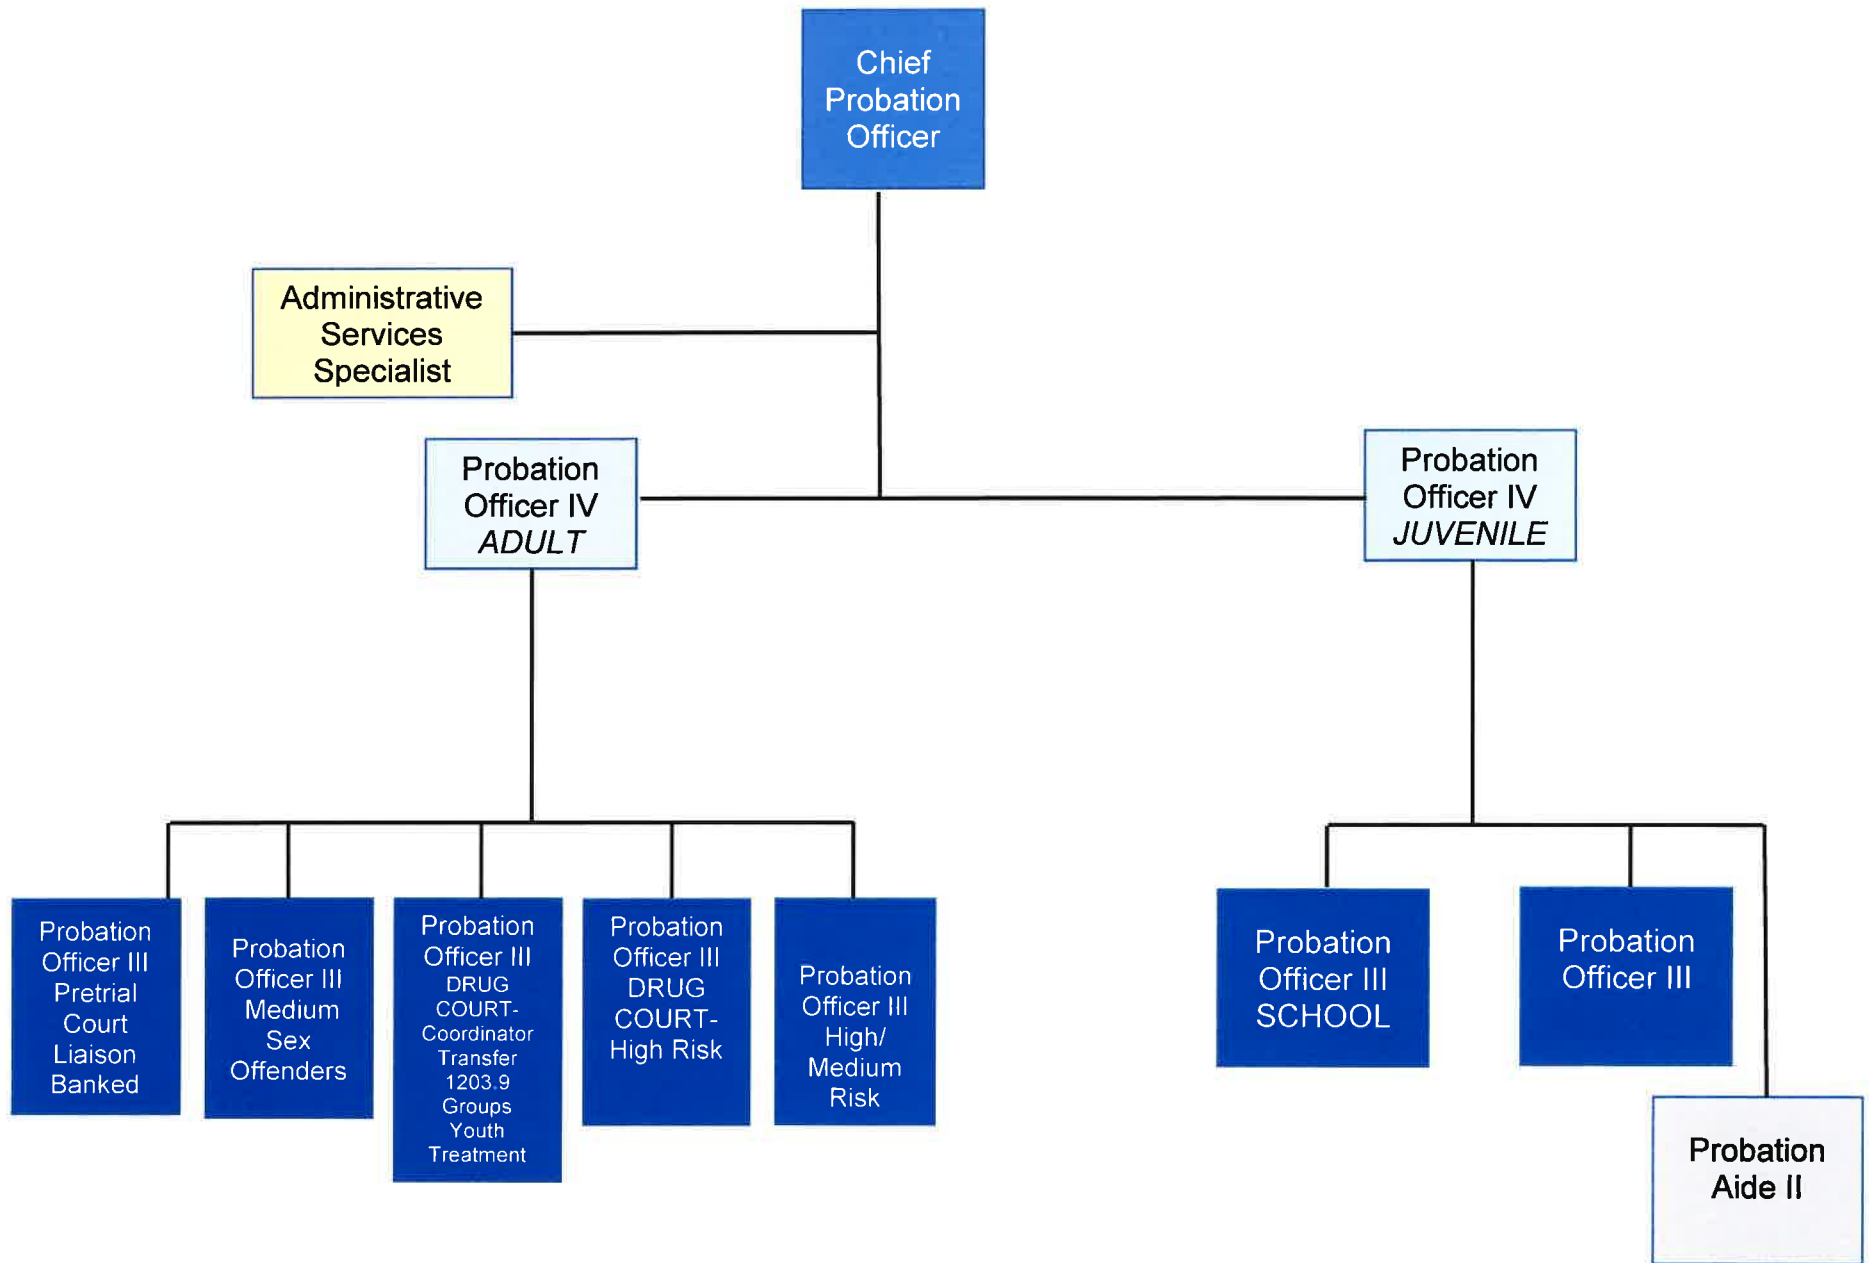 Chief
Probation
Officer
Administrative
Services
Specialist
Probation
Officer IV
ADULT
Probation
Officer IV
JUVENILE
Probation
Officer III
Pretrial
Court
Liaison
Banked
Probation
Officer III
Medium
Sex
Offenders
Probation
Officer III
DRUG
COURT-
Coordinator
Transfer
1203.9
Groups
Youth
Treatment
Probation
Officer III
DRUG
COURT-
High Risk
Probation
Officer III
High/
Medium
Risk
Probation
Officer III
SCHOOL
Probation
Officer III
Probation
Aide II